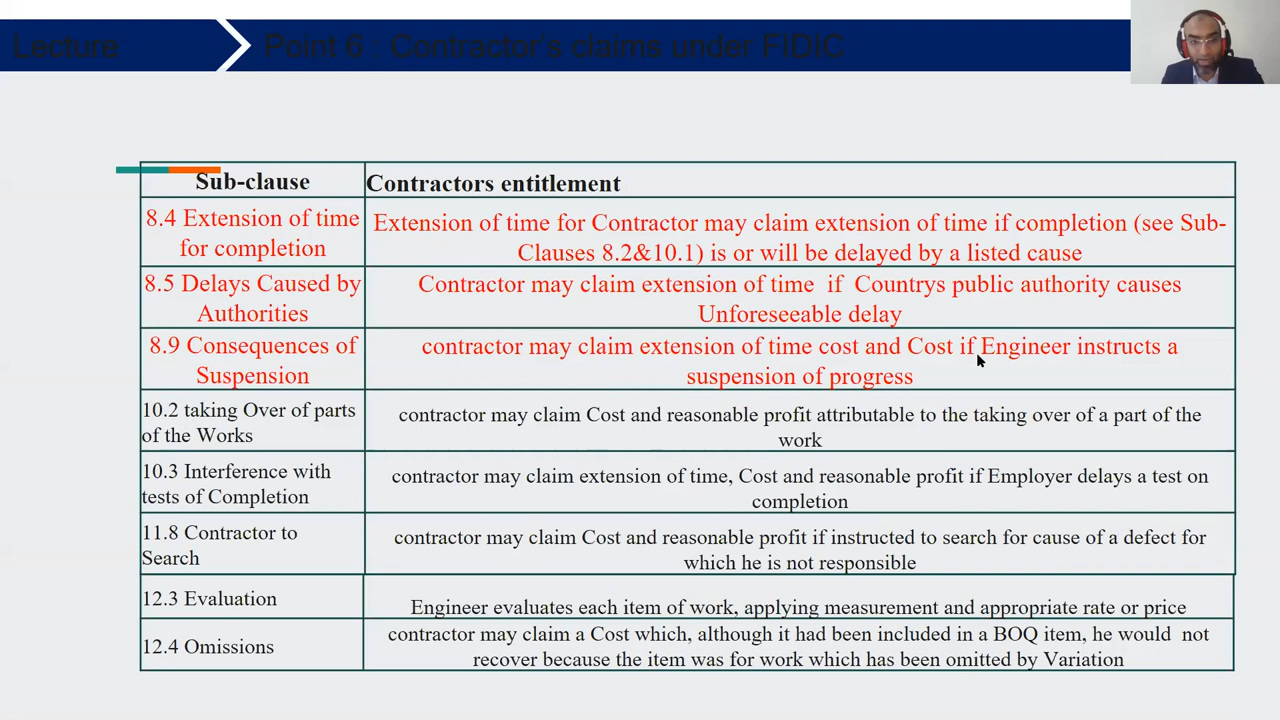 Lecture
Point 6 : Contractor's claims under FIDIC
Sub-clause
Contractors entitlement
8.4 Extension of time
for completion
Extension of time for Contractor may claim extension of time if completion (see Sub-
Clauses 8.2&10.1) is or will be delayed by a listed cause
8.5 Delays Caused by
Authorities
Contractor may claim extension of time if Countrys public authority causes
Unforeseeable delay
8.9 Consequences of
Suspension
contractor may claim extension of time cost and Cost if Engineer instructs a
suspension of progress
10.2 taking Over of parts
of the Works
contractor may claim Cost and reasonable profit attributable to the taking over of a part of the
work
10.3 Interference with
tests of Completion
contractor may claim extension of time, Cost and reasonable profit if Employer delays a test on
completion
11.8 Contractor to
Search
contractor may claim Cost and reasonable profit if instructed to search for cause of a defect for
which he is not responsible
12.3 Evaluation
Engineer evaluates each item of work, applying measurement and appropriate rate or price
12.4 Omissions
contractor may claim a Cost which, although it had been included in a BOQ item, he would not
recover because the item was for work which has been omitted by Variation